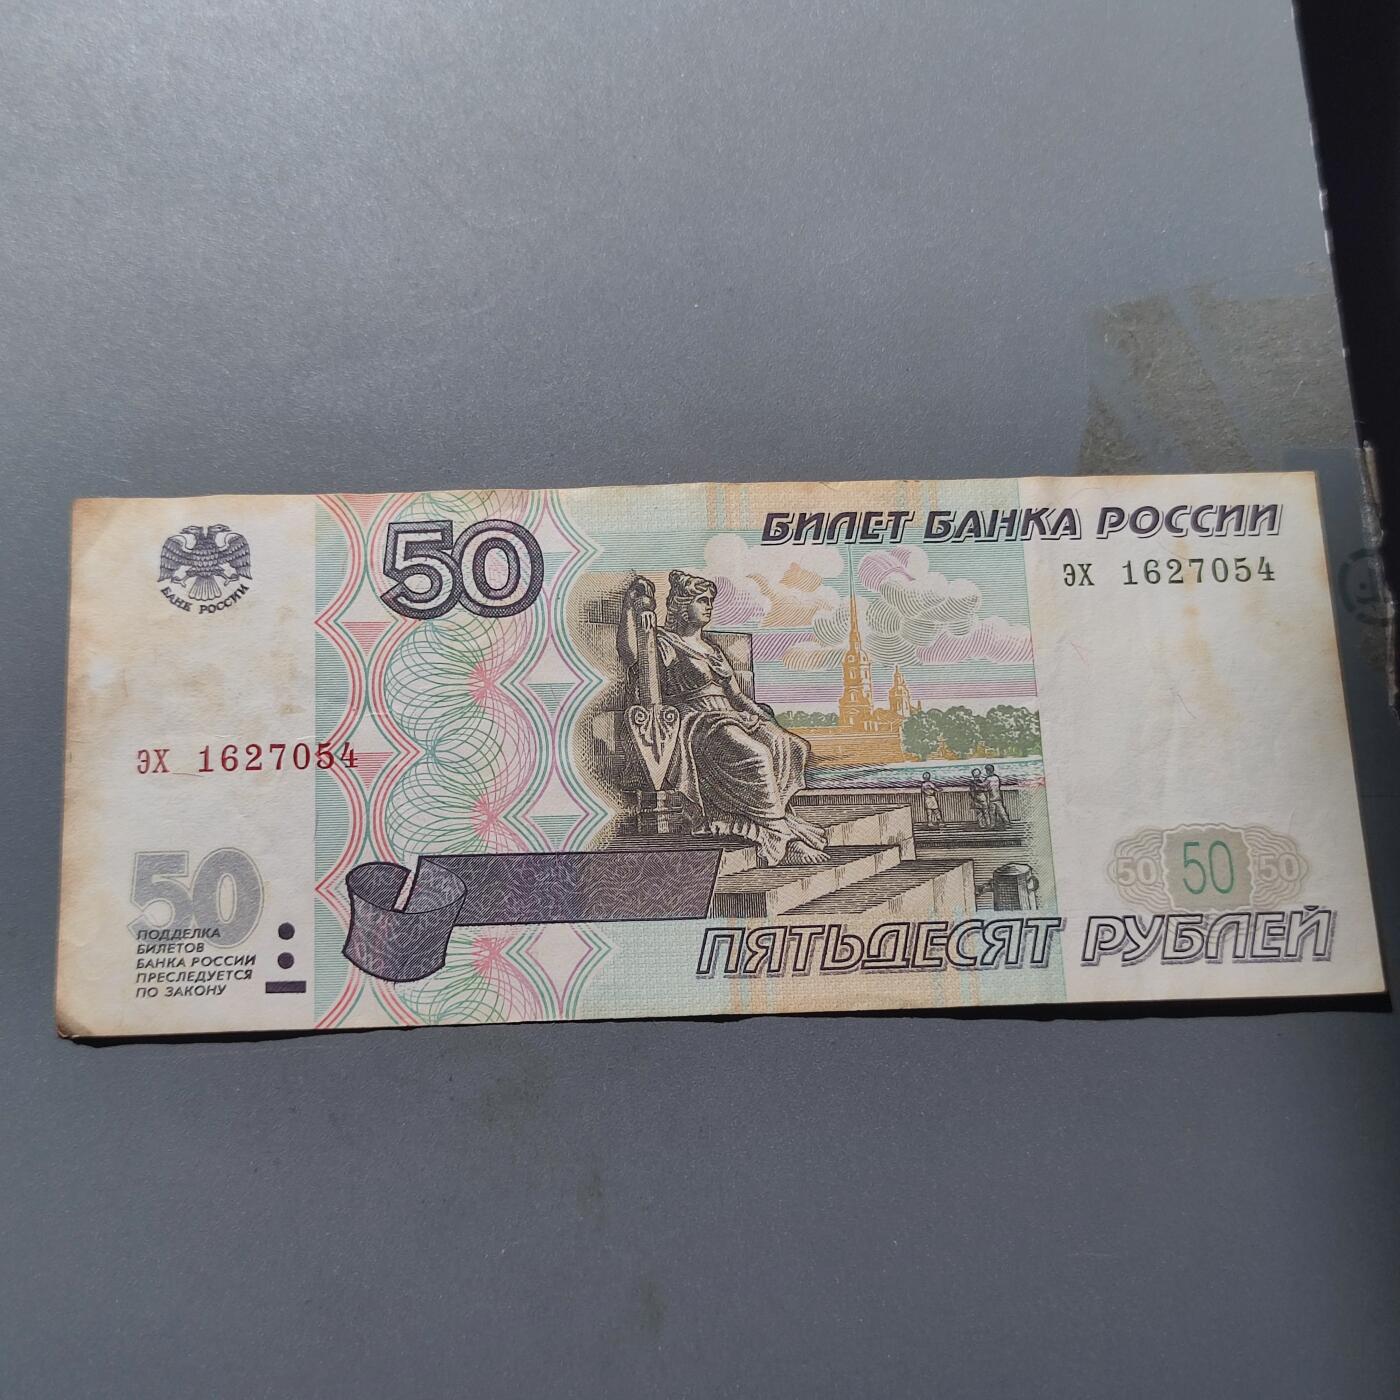 50
БИЛЕТ БАНКА РОССИИ
ЭХ 1627054
БАНК РОССИИ
ЭХ 1627054
50
50 50 50
ПОДДЕЛКА
БИЛЕТОВ
БАНКА РОССИИ
ПРЕСЛЕДУЕТСЯ
ПО ЗАКОНУ
ПЯТЬДЕСЯТ РУБЛЕЙ